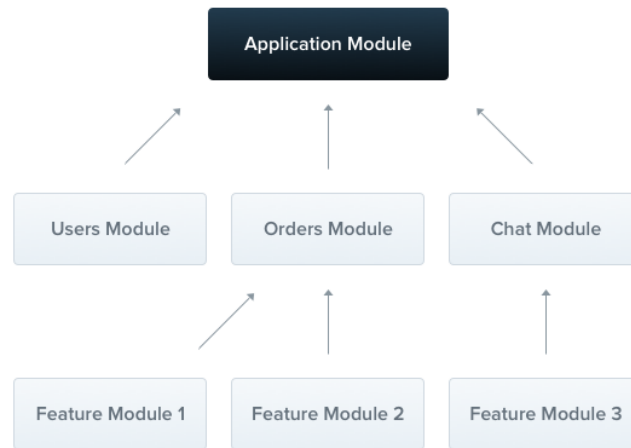 Application Module
Users Module
Orders Module
Chat Module
Feature Module 1
Feature Module 2
Feature Module 3